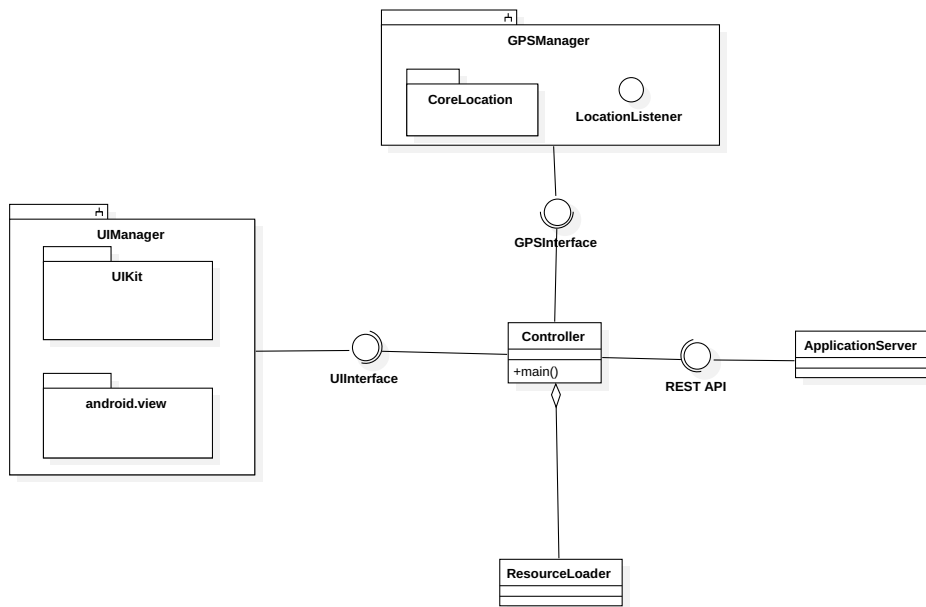 GPSManager
CoreLocation
LocationListener
GPSInterface
UIManager
UIKit
android.view
UIInterface
Controller
+main()
REST API
ApplicationServer
ResourceLoader